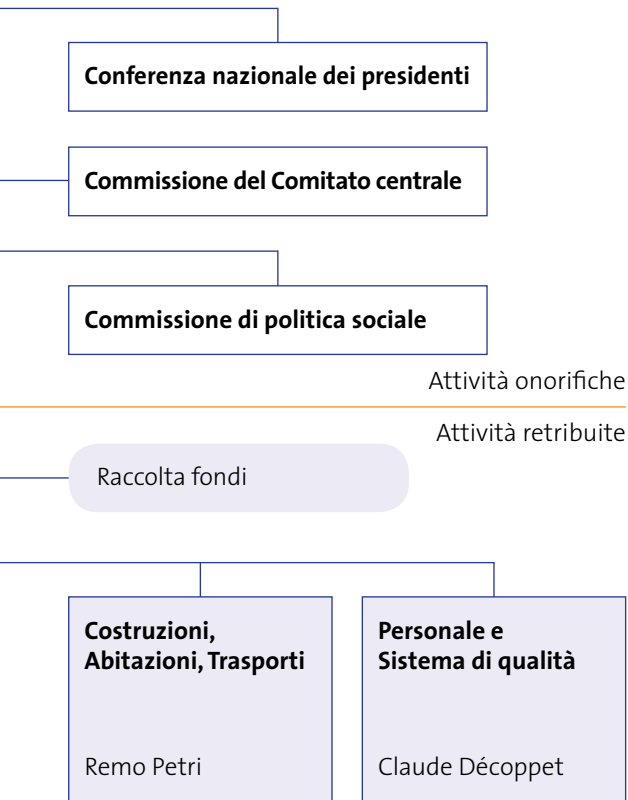 Conferenza nazionale dei presidenti
Commissione del Comitato centrale
Commissione di politica sociale
Attività onorifiche
Attività retribuite
Raccolta fondi
Costruzioni,
Abitazioni, Trasporti
Remo Petri
Personale e
Sistema di qualità
Claude Décoppet